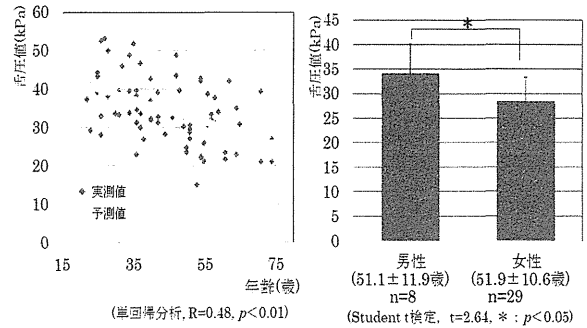 舌圧値(kPa)
60
50
40
30
20
10
0
実測値
予測値
15
35
55
75
年齢(歳)
(単回帰分析, R=0.48, p<0.01)
舌圧値(kPa)
45
40
35
30
25
20
15
10
5
0
*
男性
(51.1±11.9歳)
n=8
女性
(51.9±10.6歳)
n=29
(Student t検定, t=2.64, *: p<0.05)